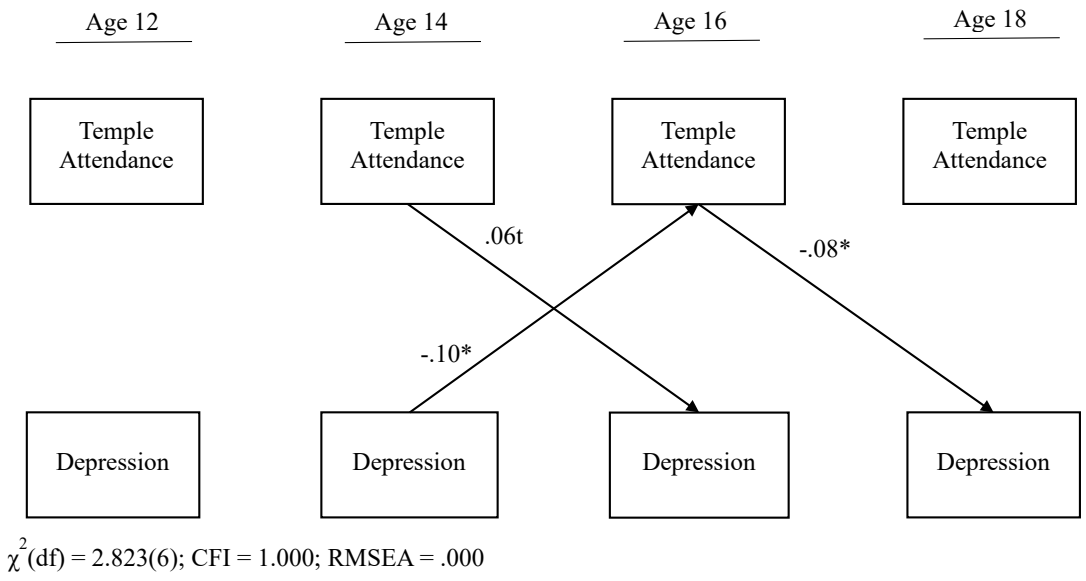 Age 12
Age 14
Age 16
Age 18
Temple
Attendance
Temple
Attendance
Temple
Attendance
Temple
Attendance
.06t
-.08*
-.10*
Depression
Depression
Depression
Depression
χ²(df) = 2.823(6); CFI = 1.000; RMSEA = .000